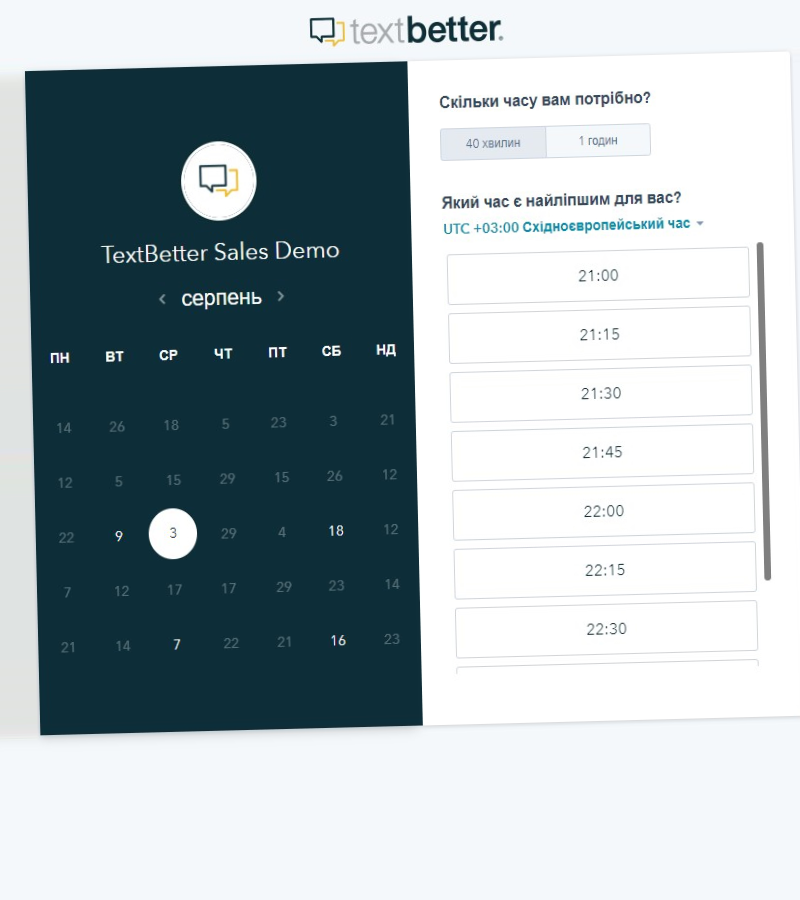 textbetter.
TextBetter Sales Demo
серпень
ПН ВТ СР ЧТ ПТ СБ НД
14 26 18 5 23 3 21
12 5 15 29 15 26 12
22 9 3 29 4 18 12
7 12 17 17 29 23 14
21 14 7 22 21 16 23
Скільки часу вам потрібно?
40 хвилин 1 годин
Який час є найліпшим для вас?
UTC +03:00 Східноєвропейський час
21:00
21:15
21:30
21:45
22:00
22:15
22:30